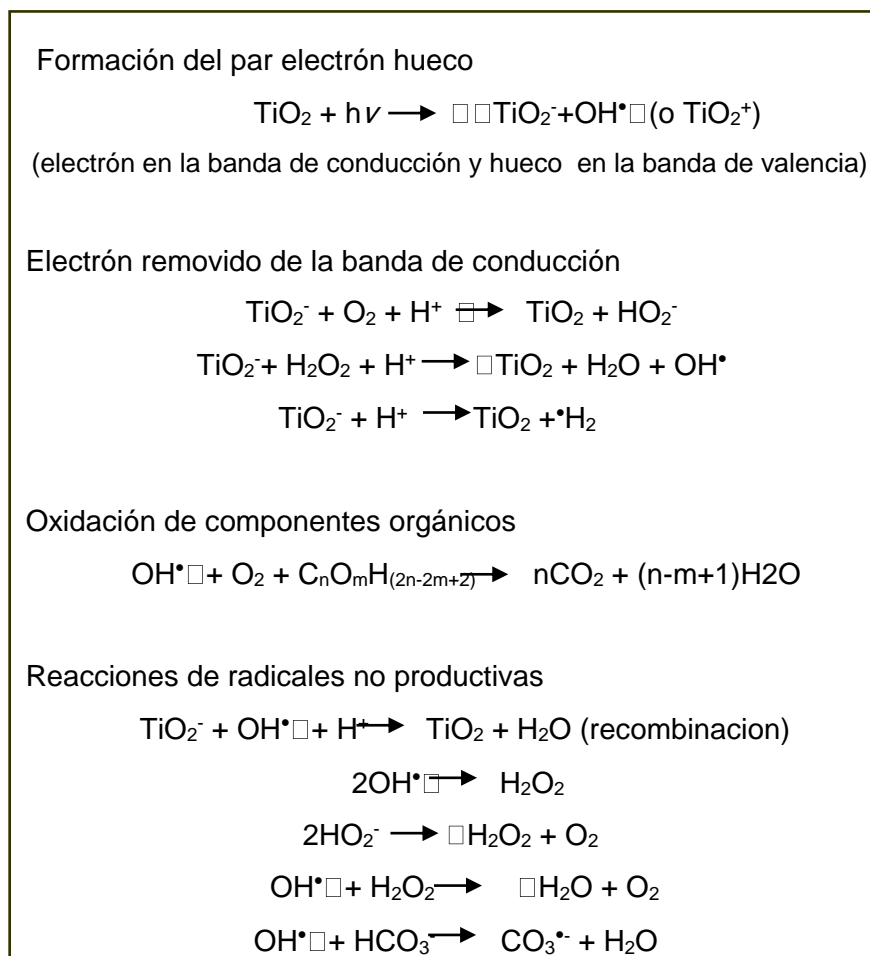 Formación del par electrón hueco
TiO₂ + hν ⟶ □□TiO₂⁻+OH•□(o TiO₂⁺)
(electrón en la banda de conducción y hueco en la banda de valencia)
Electrón removido de la banda de conducción
TiO₂⁻ + O₂ + H⁺ □⟶ TiO₂ + HO₂⁻
TiO₂⁻+ H₂O₂ + H⁺ ⟶ □TiO₂ + H₂O + OH•
TiO₂⁻ + H⁺ ⟶ TiO₂ +•H₂
Oxidación de componentes orgánicos
OH•□+ O₂ + CₙOₘH₍₂ₙ₋₂ₘ₊₂₎ ⟶ nCO₂ + (n-m+1)H2O
Reacciones de radicales no productivas
TiO₂⁻ + OH•□+ H⁺ ⟶ TiO₂ + H₂O (recombinacion)
2OH•□ ⟶ H₂O₂
2HO₂⁻ ⟶ □H₂O₂ + O₂
OH•□+ H₂O₂ ⟶ □H₂O + O₂
OH•□+ HCO₃⁻ ⟶ CO₃•⁻ + H₂O